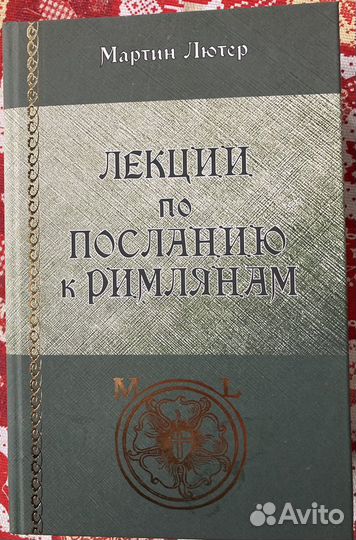 Мартин Лютер
ЛЕКЦИИ
ПО
ПОСЛАНИЮ
К РИМЛЯНАМ
M L
Avito